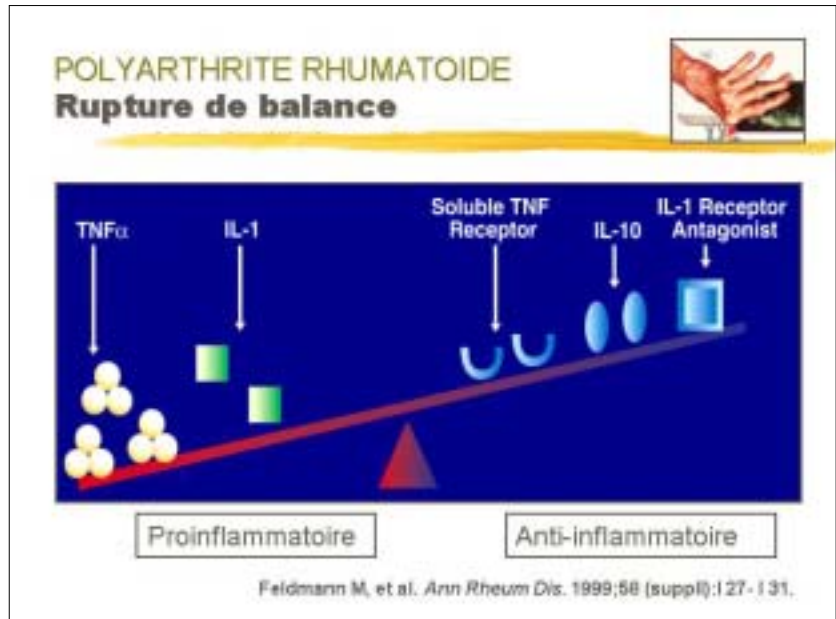 POLYARTHRITE RHUMATOIDE
Rupture de balance
TNFα
IL-1
Soluble TNF
Receptor
IL-10
IL-1 Receptor
Antagonist
Proinflammatoire
Anti-inflammatoire
Feldmann M, et al. Ann Rheum Dis. 1999;58 (suppll):I 27- I 31.